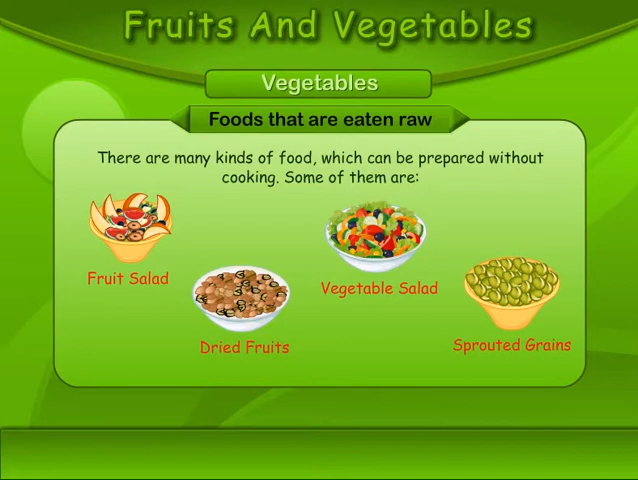 Fruits And Vegetables
Vegetables
Foods that are eaten raw
There are many kinds of food, which can be prepared without
cooking. Some of them are:
Fruit Salad
Vegetable Salad
Dried Fruits
Sprouted Grains